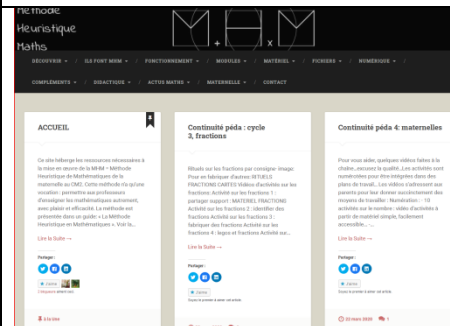 Méthode
Heuristique
Maths
M + H x M
DÉCOUVRIR / ILS FONT MHM / FONCTIONNEMENT / MODULES / MATÉRIEL / FICHIERS / NUMÉRIQUE /
COMPLÉMENTS / DIDACTIQUE / ACTUS MATHS / MATERNELLE / CONTACT
ACCUEIL
Ce site héberge les ressources nécessaires à
la mise en œuvre de la MHM – Méthode
Heuristique de Mathématiques de la
maternelle au CM2. Cette méthode n'a qu'une
vocation : permettre aux professeurs
d'enseigner les mathématiques autrement,
avec plaisir et efficacité. La méthode est
présentée dans un guide: « La Méthode
Heuristique en Mathématiques ». Voir la...
Lire la Suite →
Partager :
J'aime
À la une
Continuité péda : cycle
3, fractions
Rituels sur les fractions par consigne-image:
Pour en fabriquer d'autres: RITUELS
FRACTIONS CARTES Vidéos d'activités sur les
fractions: Activité sur les fractions 1 :
partager support : MATERIEL FRACTIONS
Activité sur les fractions 2 : identifier des
fractions Activité sur les fractions 3 :
fabriquer des fractions Activité sur les
fractions 4 : legos et fractions Activité sur...
Lire la Suite →
Partager :
J'aime
Continuité péda 4: maternelles
Pour vous aider, quelques vidéos faites à la
chaîne...excusez la qualité..Les activités sont
numérotées pour être intégrées dans des
plans de travail... Les vidéos s'adressent aux
parents pour leur donner succinctement des
moyens de travailler : Numération : – 10
activités sur le nombre : vidéo d'activités à
partir de matériel simple, facilement
accessible... –...
Lire la Suite →
Partager :
J'aime
23 mars 2020 1